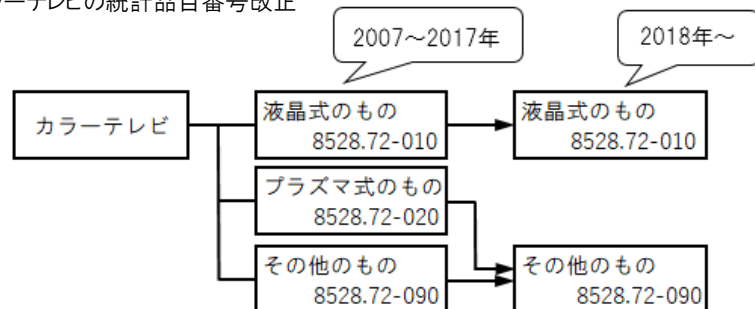 ーテレビの統計品目番号改正
2007～2017年
2018年～
カラーテレビ
液晶式のもの
8528.72-010
液晶式のもの
8528.72-010
プラズマ式のもの
8528.72-020
その他のもの
8528.72-090
その他のもの
8528.72-090